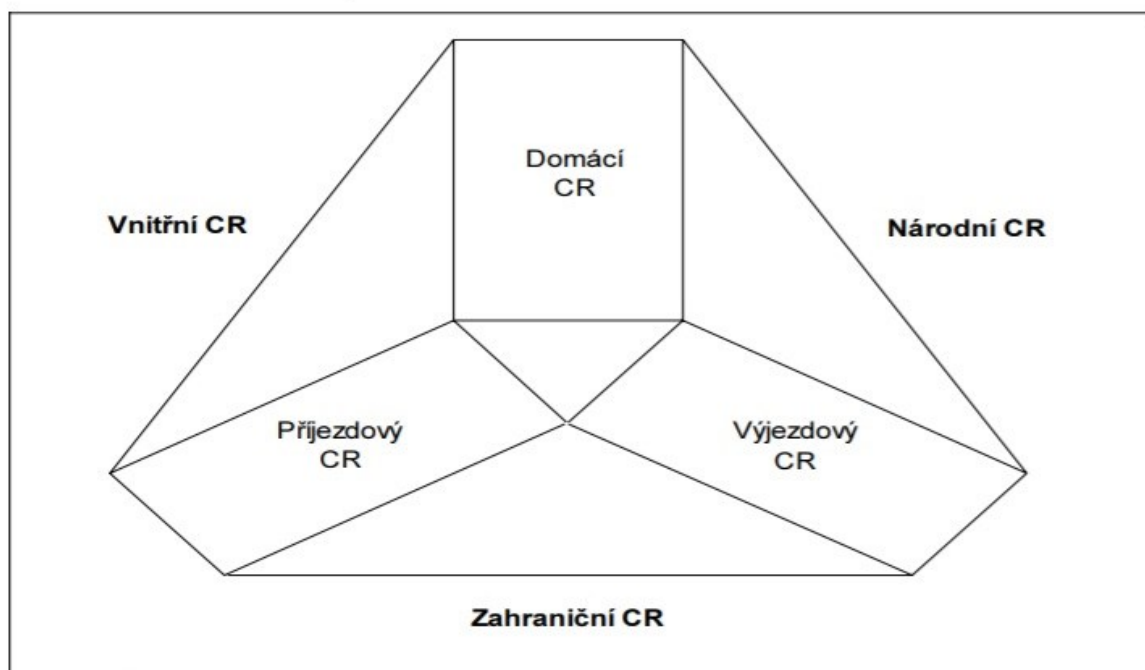 Domácí
CR
Vnitřní CR
Národní CR
Příjezdový
CR
Výjezdový
CR
Zahraniční CR